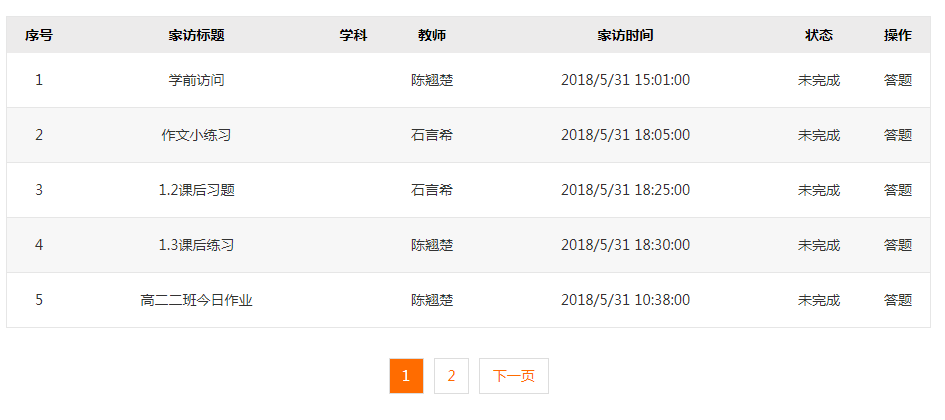 序号 家访标题 学科 教师 家访时间 状态 操作
1 学前访问 陈翘楚 2018/5/31 15:01:00 未完成 答题
2 作文小练习 石言希 2018/5/31 18:05:00 未完成 答题
3 1.2课后习题 石言希 2018/5/31 18:25:00 未完成 答题
4 1.3课后练习 陈翘楚 2018/5/31 18:30:00 未完成 答题
5 高二二班今日作业 陈翘楚 2018/5/31 10:38:00 未完成 答题
1 2 下一页